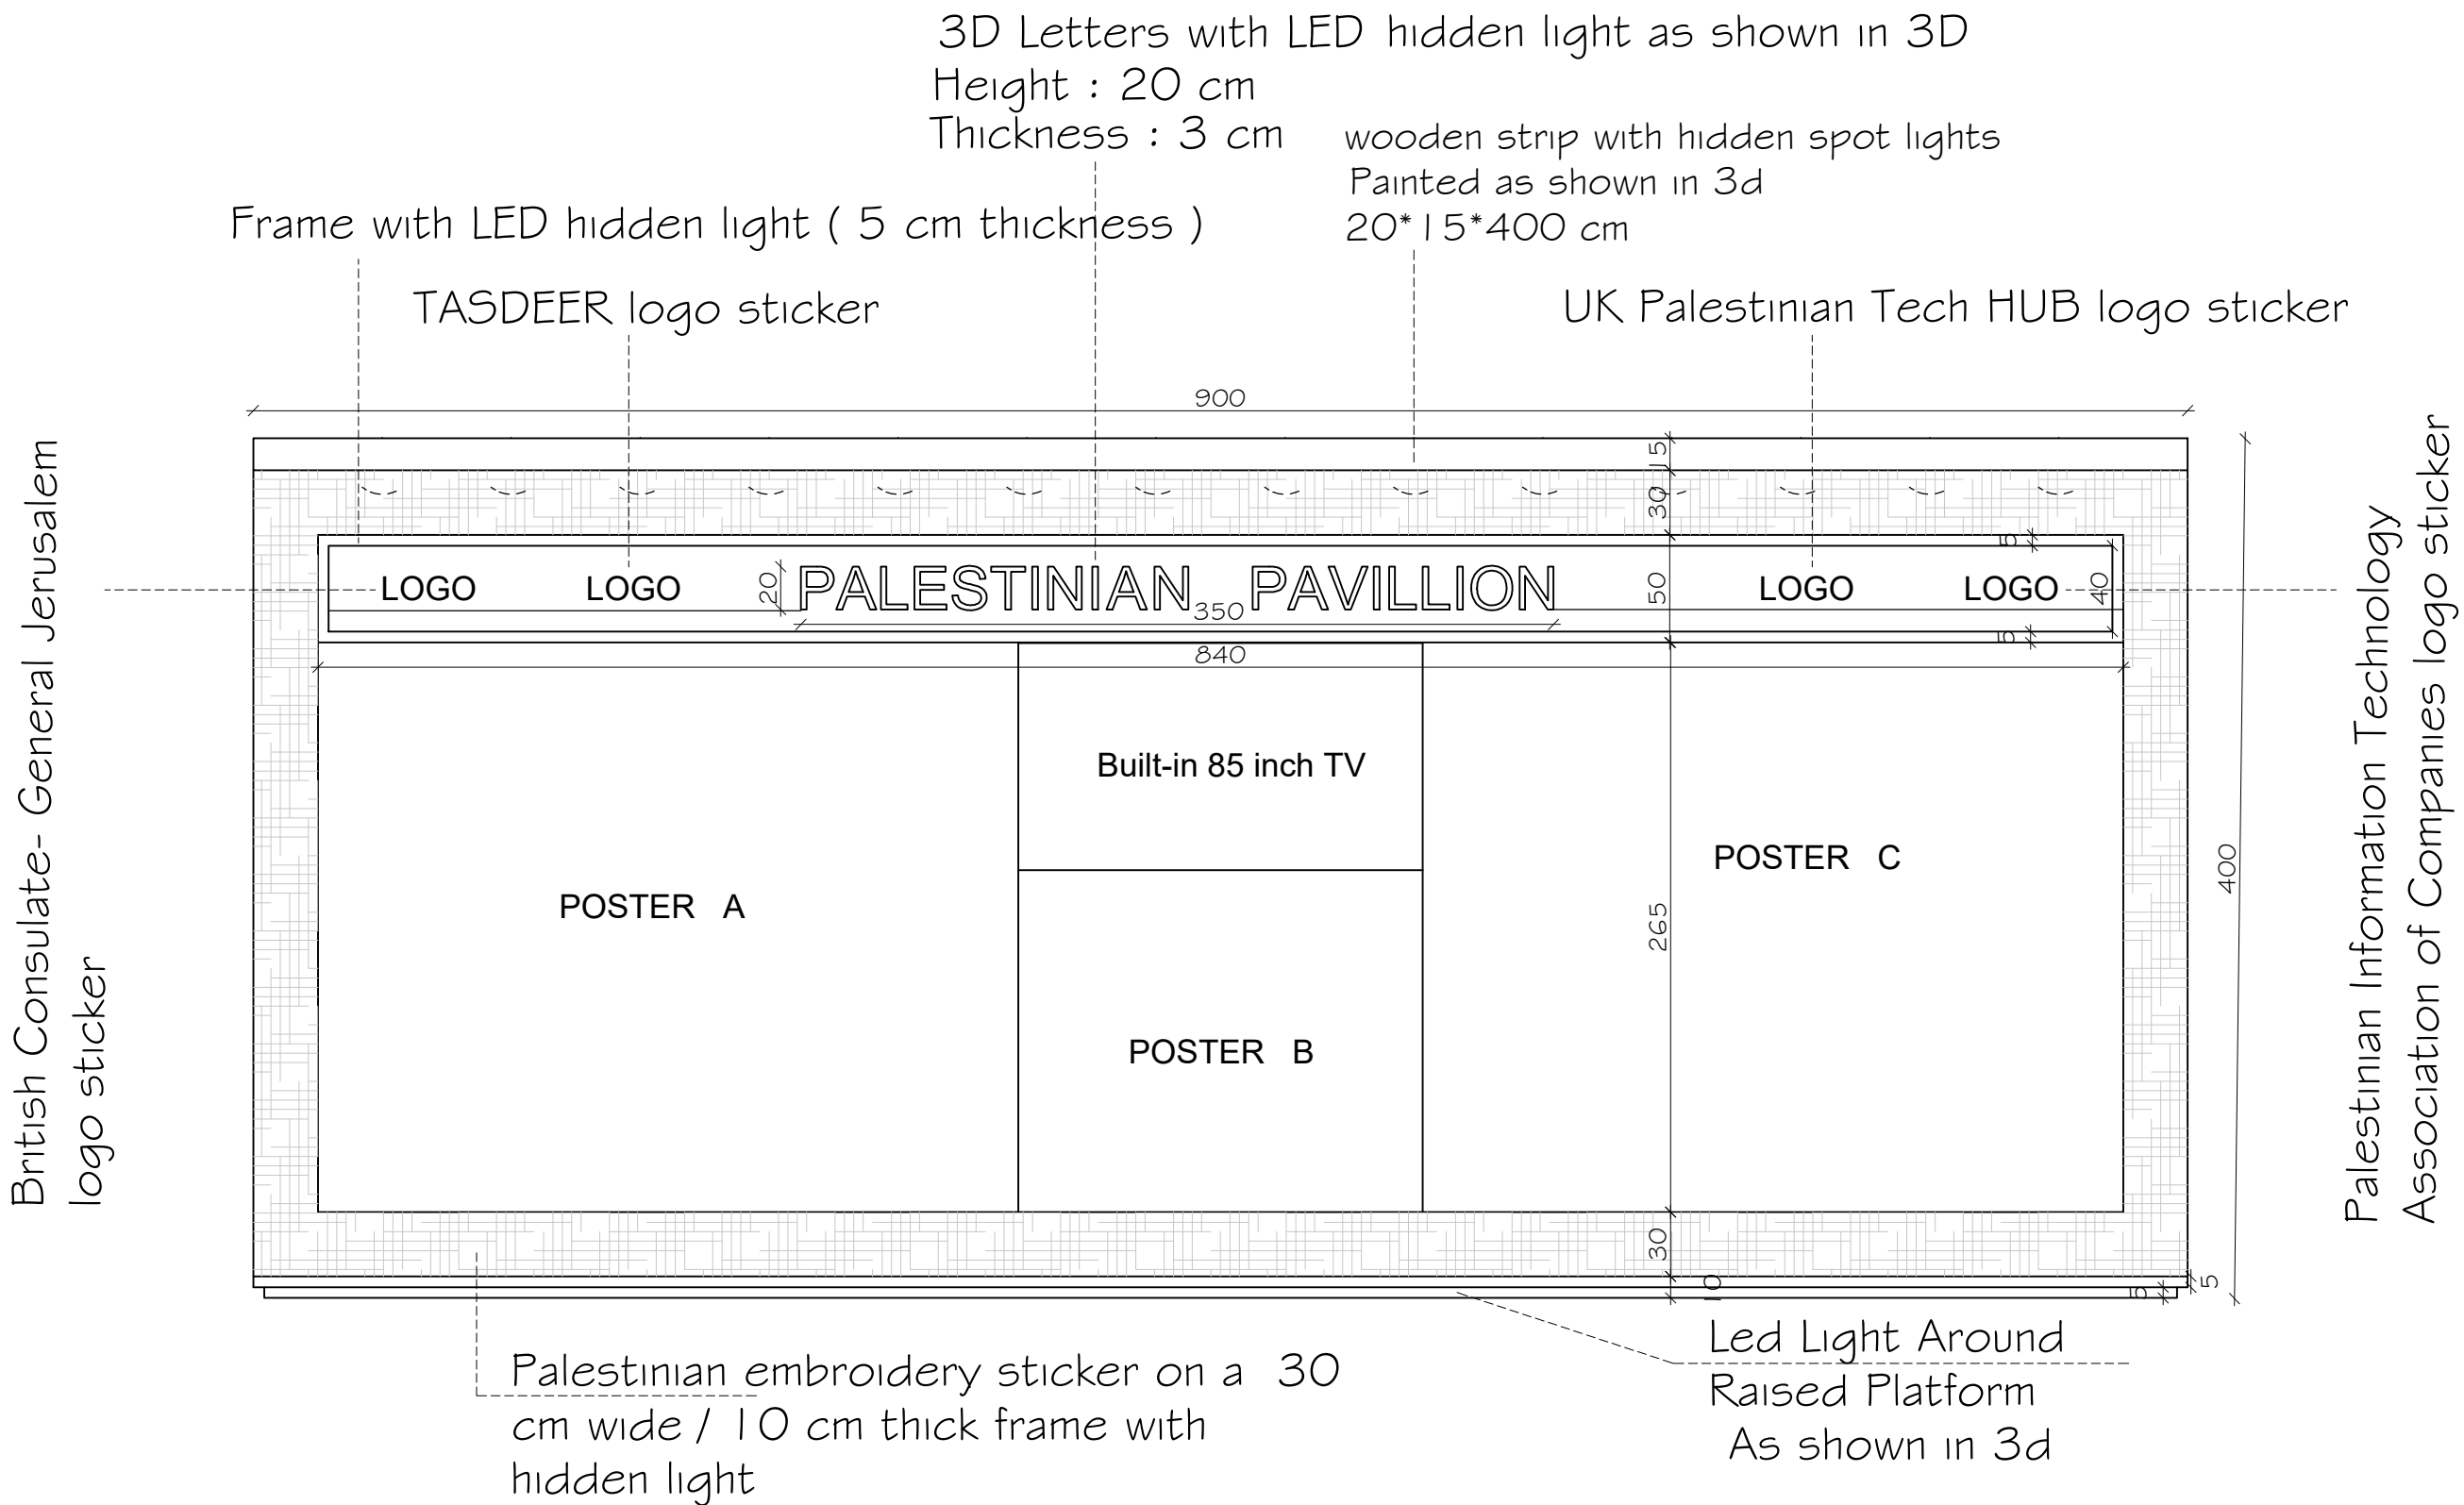 3D Letters with LED hidden light as shown in 3D
Height : 20 cm
Thickness : 3 cm
wooden strip with hidden spot lights
Painted as shown in 3d
20*15*400 cm
Frame with LED hidden light ( 5 cm thickness )
TASDEER logo sticker
UK Palestinian Tech HUB logo sticker
900
15
30
British Consulate- General Jerusalem
logo sticker
LOGO
LOGO
20
PALESTINIAN PAVILLION
350
50
LOGO
LOGO
5
40
5
840
Built-in 85 inch TV
POSTER A
POSTER B
POSTER C
265
400
Palestinian Information Technology
Association of Companies logo sticker
30
10
5
5
Palestinian embroidery sticker on a 30
cm wide / 10 cm thick frame with
hidden light
Led Light Around
Raised Platform
As shown in 3d